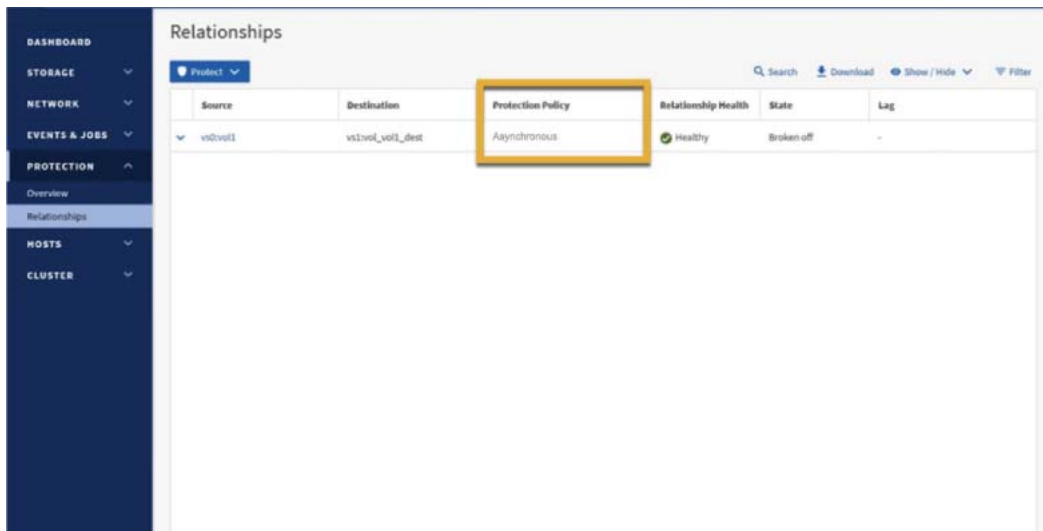 Relationships
DASHBOARD
STORAGE
NETWORK
EVENTS & JOBS
PROTECTION
Overview
Relationships
HOSTS
CLUSTER
Protect
Search Download Show / Hide Filter
Source Destination Protection Policy Relationship Health State Lag
vs0:vol1 vs1:vol_vol1_dest Aaynchronous Healthy Broken off -